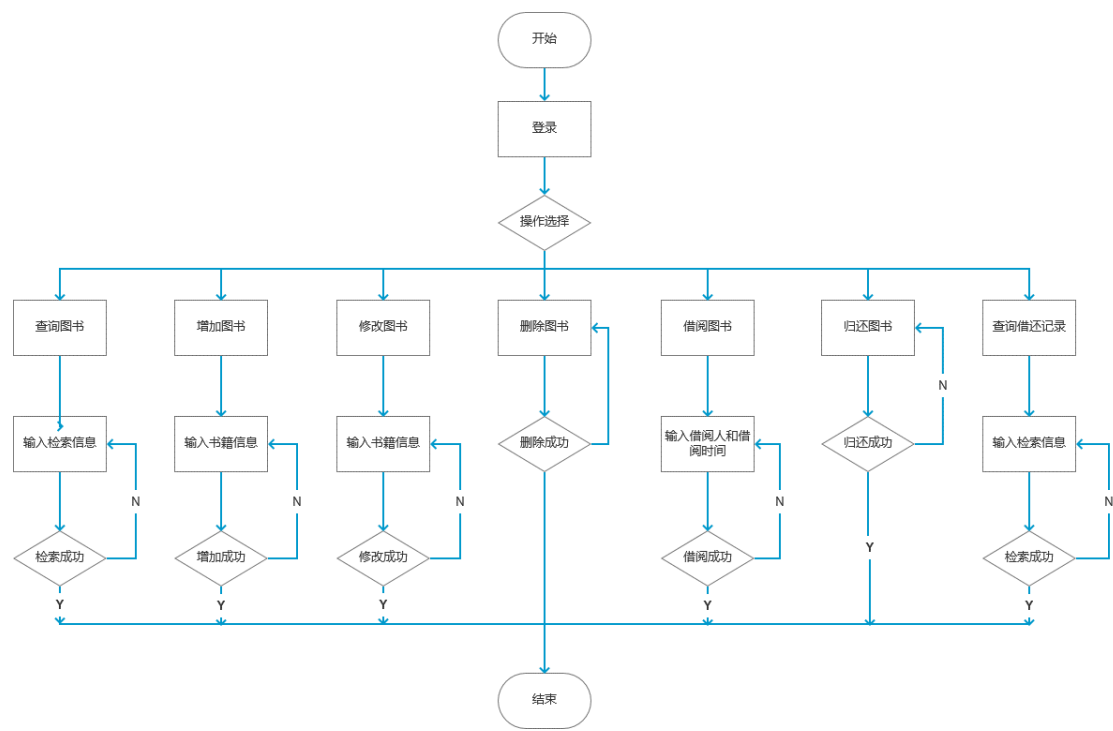 开始
登录
操作选择
查询图书
增加图书
修改图书
删除图书
借阅图书
归还图书
查询借还记录
N
输入检索信息
输入书籍信息
输入书籍信息
删除成功
输入借阅人和借
阅时间
归还成功
输入检索信息
N
N
N
N
N
检索成功
增加成功
修改成功
借阅成功
Y
检索成功
Y
Y
Y
Y
Y
结束